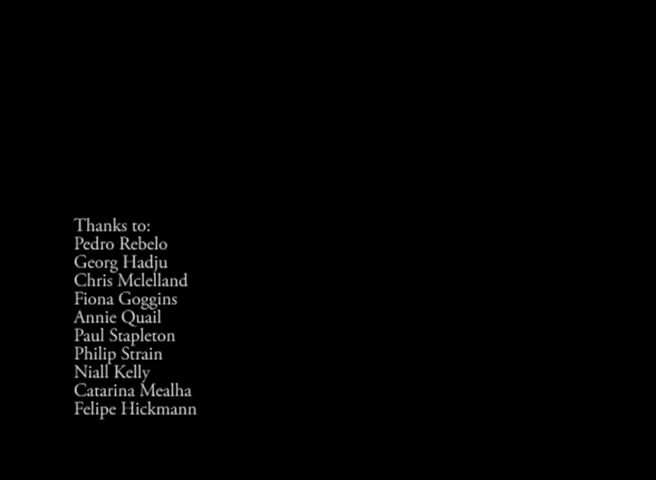 Thanks to:
Pedro Rebelo
Georg Hadju
Chris Mclelland
Fiona Goggins
Annie Quail
Paul Stapleton
Philip Strain
Niall Kelly
Catarina Mealha
Felipe Hickmann